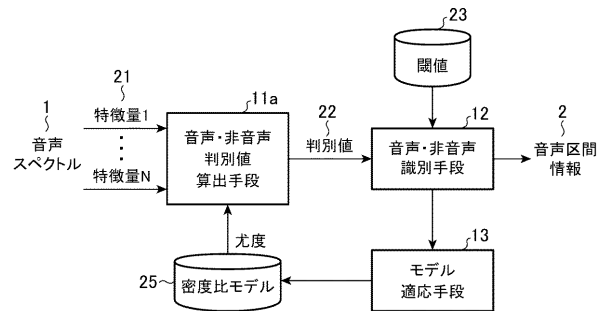 23
閾値
21
1
特徴量1
11a
22
12
2
音声
スペクトル
音声・非音声
判別値
算出手段
判別値
音声・非音声
識別手段
音声区間
情報
特徴量N
尤度
13
25
密度比モデル
モデル
適応手段